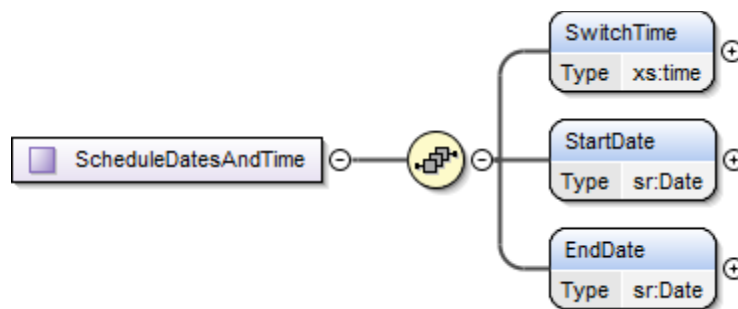 SwitchTime
Type xs:time
ScheduleDatesAndTime
StartDate
Type sr:Date
EndDate
Type sr:Date